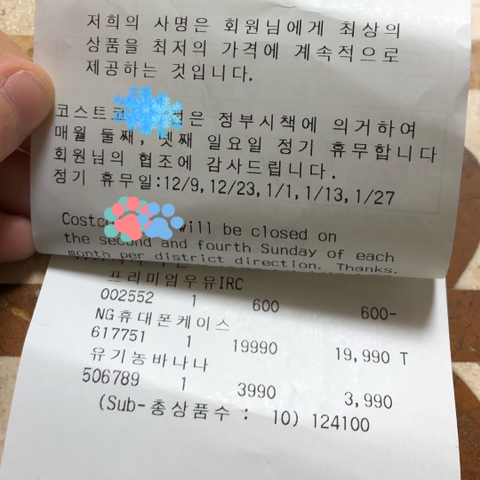 저희의 사명은 회원님에게 최상의
상품을 최저의 가격에 계속적으로
제공하는 것입니다.
코스트코 은 정부시책에 의거하여
매월 둘째, 넷째 일요일 정기 휴무합니다
회원님의 협조에 감사드립니다.
정기 휴무일:12/9,12/23,1/1,1/13,1/27
Costco will be closed on
the second and fourth Sunday of each
month per district direction. Thanks.
프리미엄우유IRC
002552 1 600 600-
NG휴대폰케이스
617751 1 19990 19,990 T
유기농바나나
506789 1 3990 3,990
(Sub-총상품수 : 10) 124100